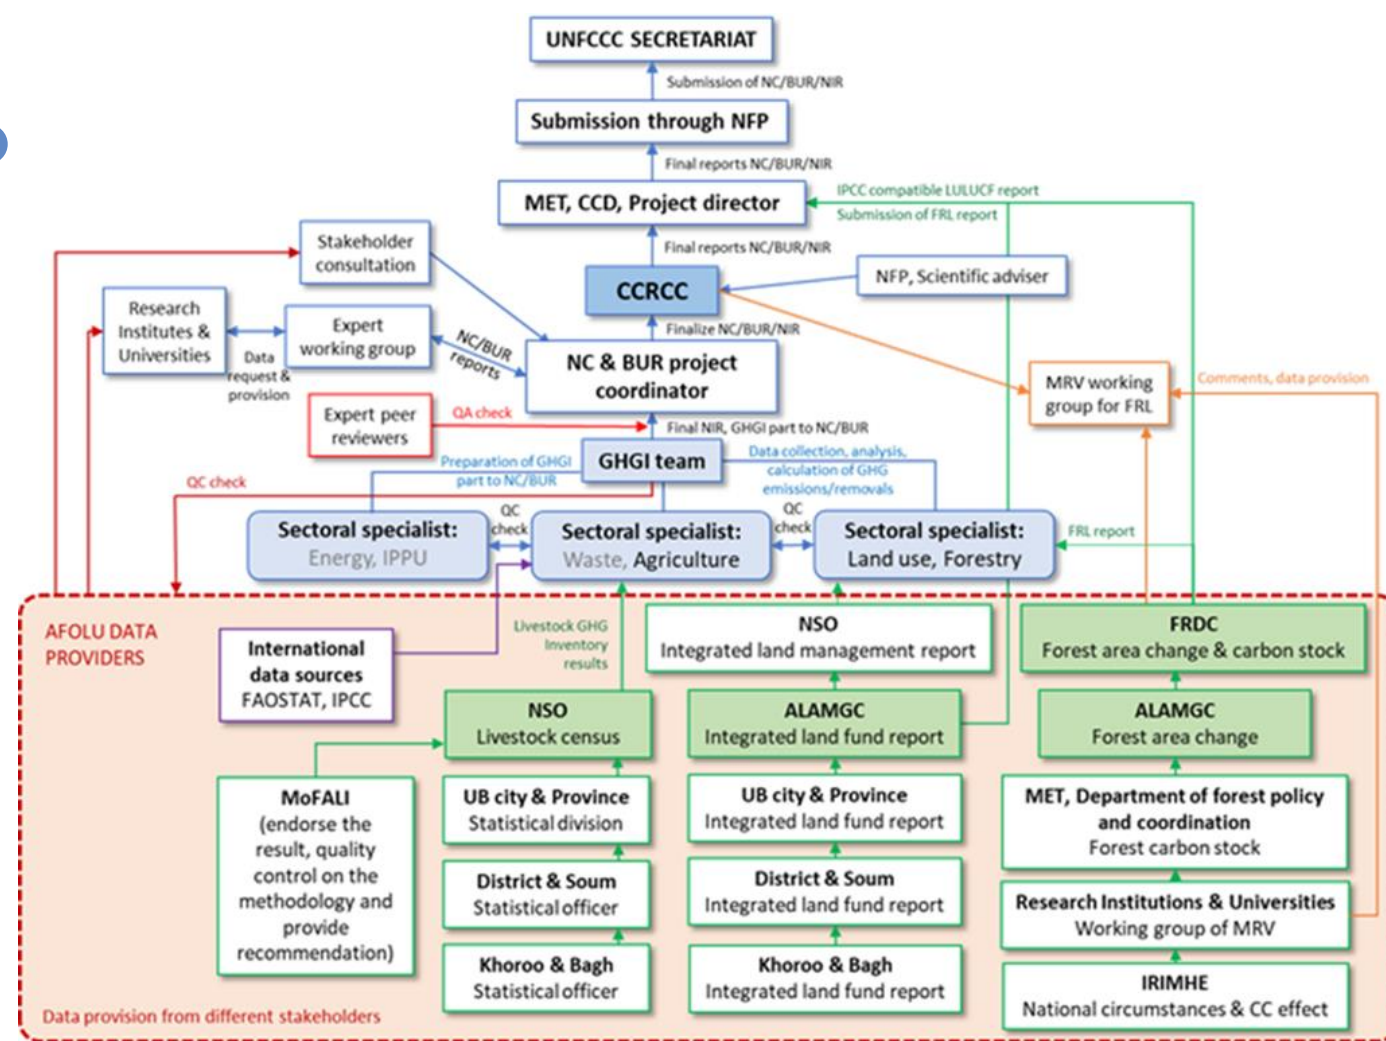 UNFCCC SECRETARIAT
Submission of NC/BUR/NIR
Submission through NFP
Final reports NC/BUR/NIR
MET, CCD, Project director
IPCC compatible LULUCF report
Submission of FRL report
Final reports NC/BUR/NIR
Stakeholder
consultation
CCRCC
NFP, Scientific adviser
Research
Institutes &
Universities
Data
request &
provision
Expert
working group
NC/BUR
reports
Finalize NC/BUR/NIR
NC & BUR project
coordinator
MRV working
group for FRL
Comments, data provision
Expert peer
reviewers
QA check
Final NIR, GHGI part to NC/BUR
GHGI team
Preparation of GHGI
part to NC/BUR
Data collection, analysis,
calculation of GHG
emissions/removals
QC check
Sectoral specialist:
Energy, IPPU
QC
check
Sectoral specialist:
Waste, Agriculture
QC
check
Sectoral specialist:
Land use, Forestry
FRL report
AFOLU DATA
PROVIDERS
International
data sources
FAOSTAT, IPCC
Livestock GHG
Inventory
results
NSO
Integrated land management report
FRDC
Forest area change & carbon stock
NSO
Livestock census
ALAMGC
Integrated land fund report
ALAMGC
Forest area change
MoFALI
(endorse the
result, quality
control on the
methodology and
provide
recommendation)
UB city & Province
Statistical division
UB city & Province
Integrated land fund report
MET, Department of forest policy
and coordination
Forest carbon stock
District & Soum
Statistical officer
District & Soum
Integrated land fund report
Research Institutions & Universities
Working group of MRV
Khoroo & Bagh
Statistical officer
Khoroo & Bagh
Integrated land fund report
IRIMHE
National circumstances & CC effect
Data provision from different stakeholders